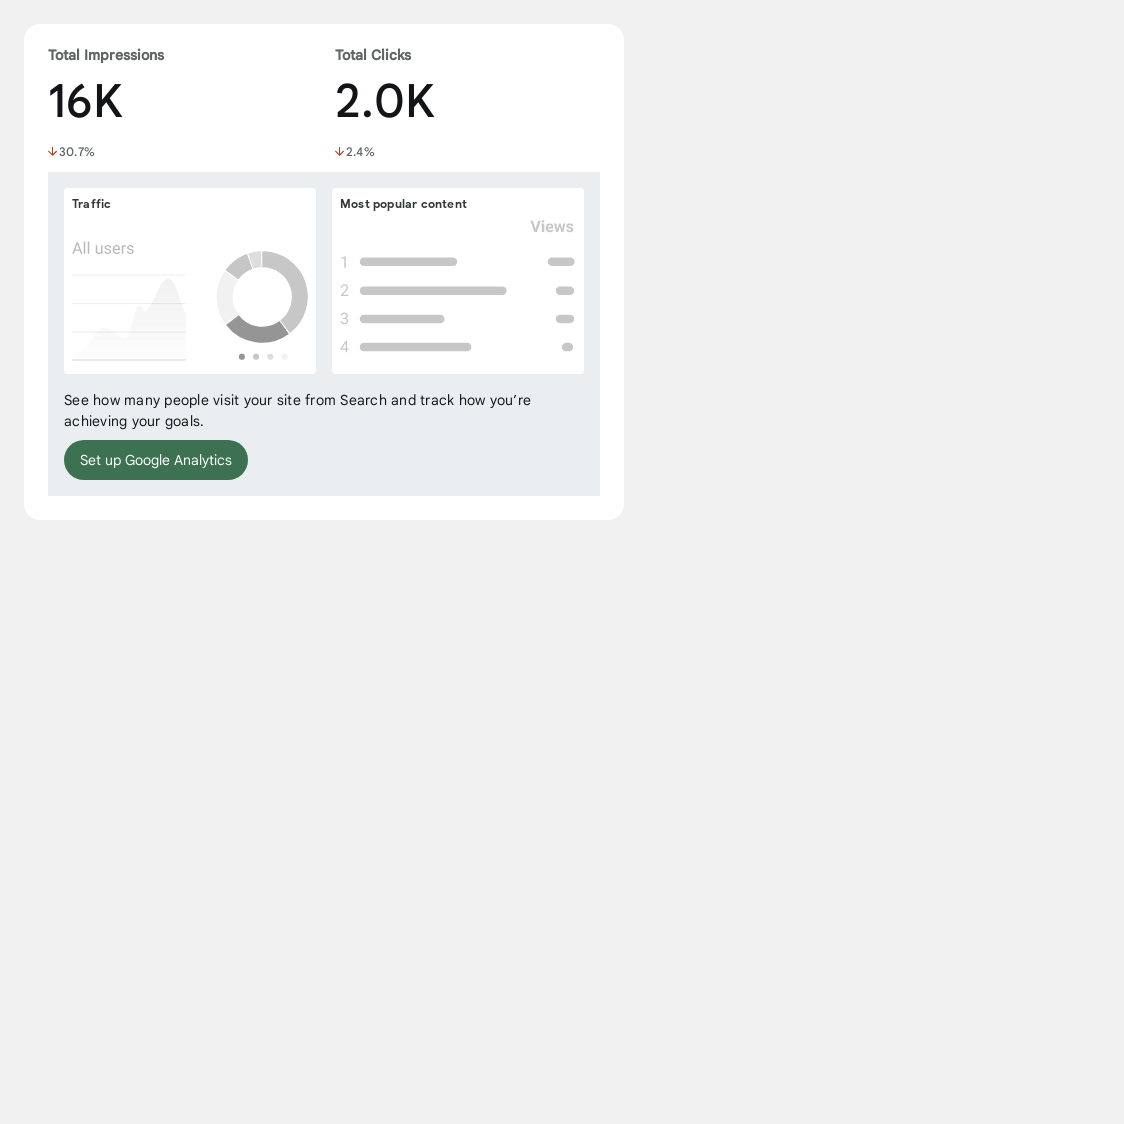 Total Impressions
Total Clicks
16K
2.0K
30.7%
2.4%
Traffic
All users
Most popular content
Views
1
2
3
4
See how many people visit your site from Search and track how you’re
achieving your goals.
Set up Google Analytics